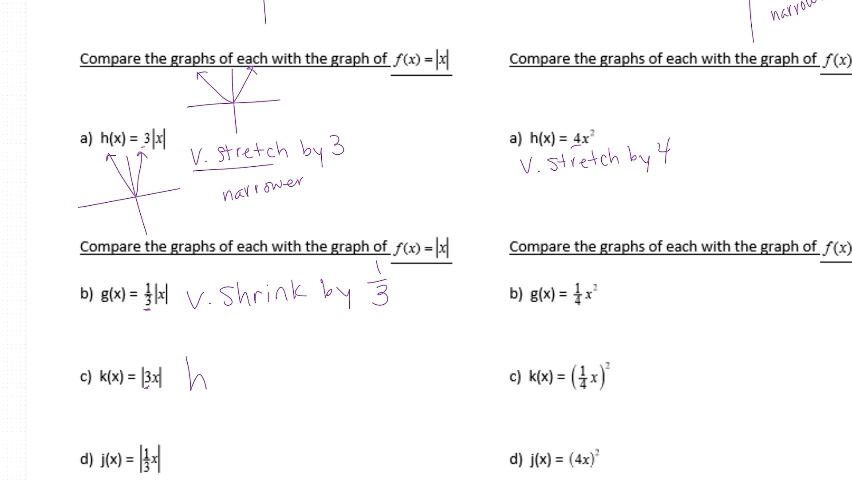 narrow
Compare the graphs of each with the graph of f(x) = |x|
a) h(x) = 3|x|
V. stretch by 3
narrower
Compare the graphs of each with the graph of f(x) = |x|
b) g(x) = 1/3|x| V. Shrink by 1/3
c) k(x) = |3x| h
d) j(x) = |1/3x|
Compare the graphs of each with the graph of f(x)
a) h(x) = 4x²
V. stretch by 4
Compare the graphs of each with the graph of f(x)
b) g(x) = 1/4 x²
c) k(x) = (1/4 x)²
d) j(x) = (4x)²